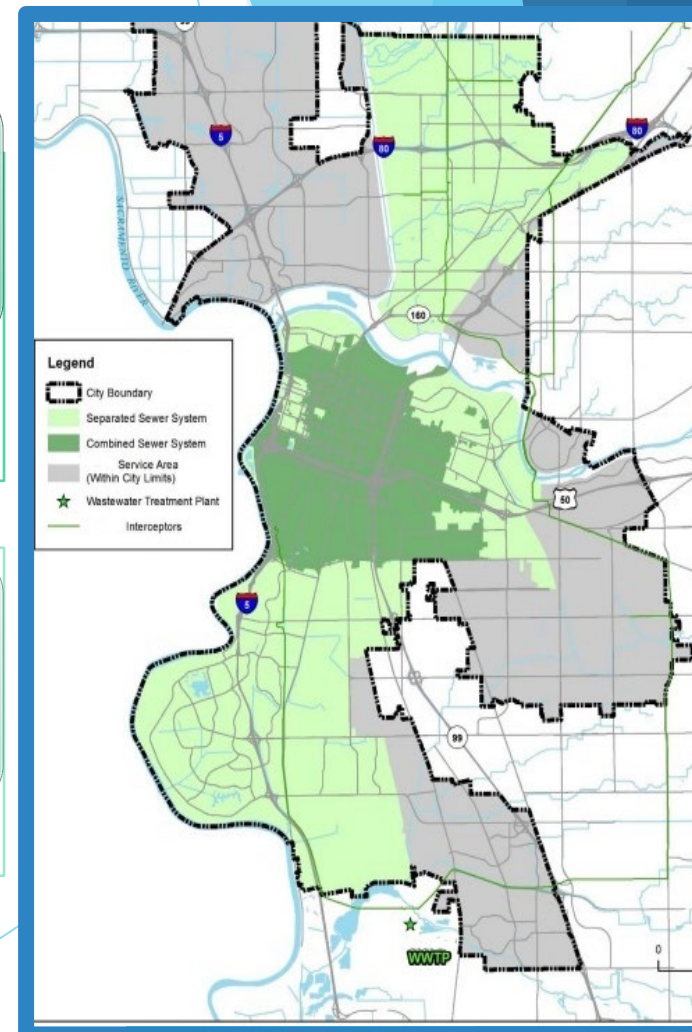 5
80
80
SACRAMENTO RIVER
160
Legend
City Boundary
Separated Sewer System
Combined Sewer System
Service Area
(Within City Limits)
Wastewater Treatment Plant
Interceptors
50
5
99
WWTP
0